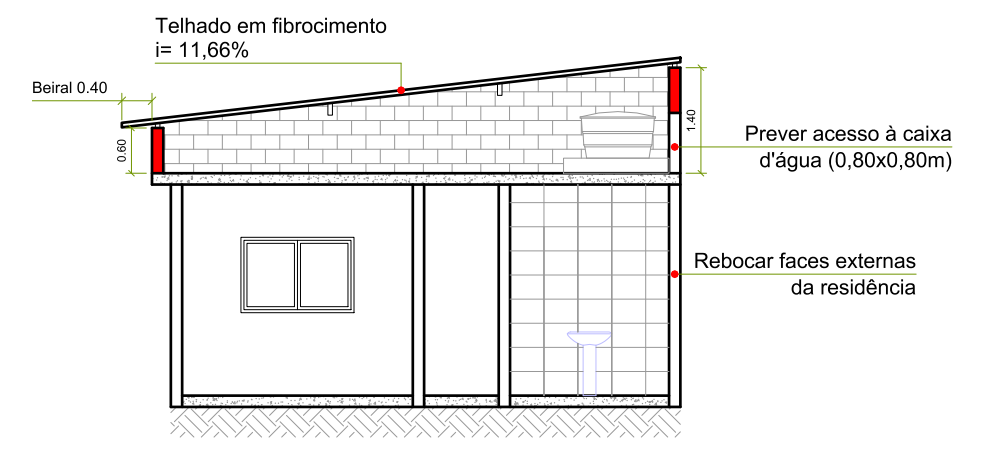 Telhado em fibrocimento
i= 11,66%
Beiral 0.40
0.60
1.40
Prever acesso à caixa
d'água (0,80x0,80m)
Rebocar faces externas
da residência